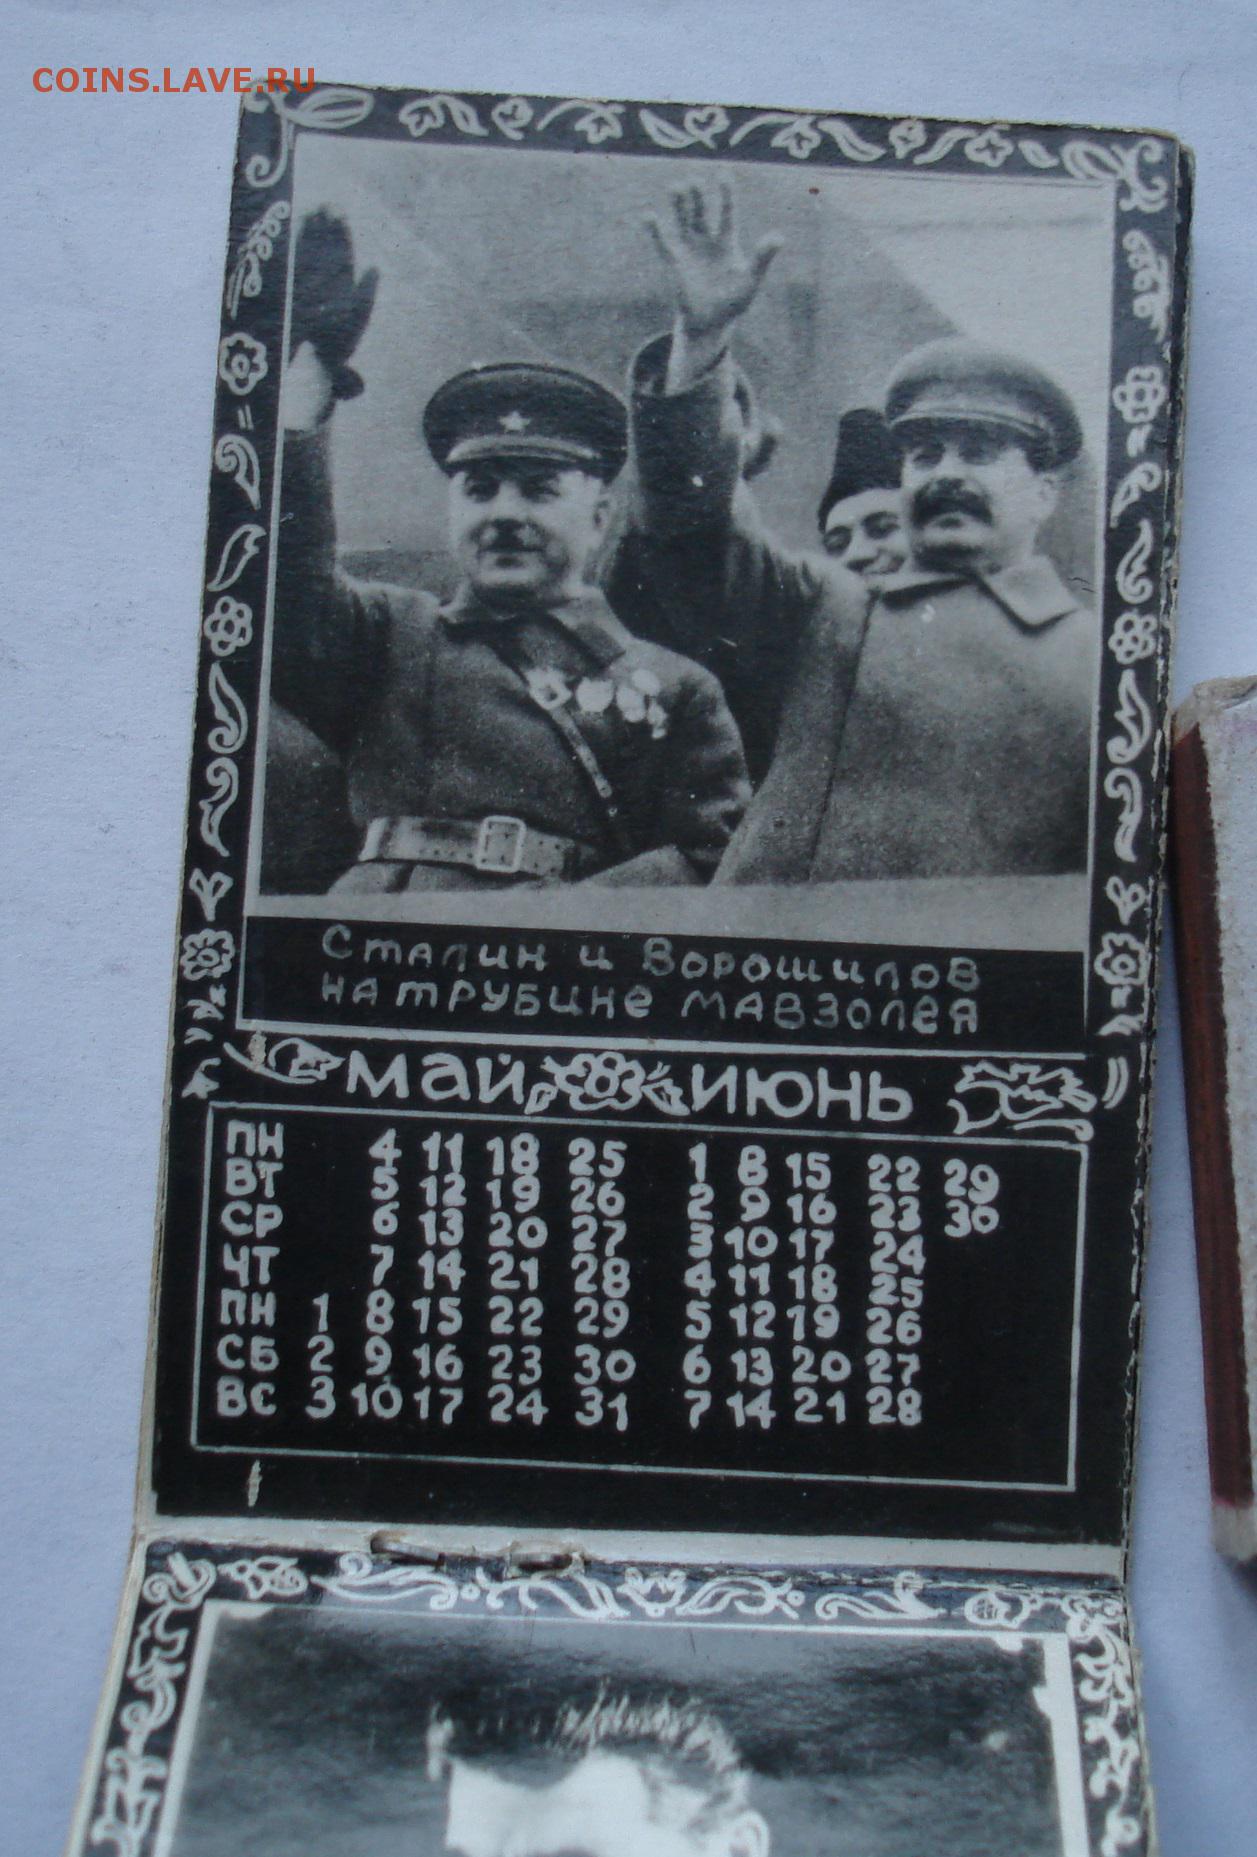 COINS.LAVE.RU
Сталин и Ворошилов
на трубине мавзолея
МАЙ ИЮНЬ
ПН 4 11 18 25 1 8 15 22 29
ВТ 5 12 19 26 2 9 16 23 30
СР 6 13 20 27 3 10 17 24
ЧТ 7 14 21 28 4 11 18 25
ПН 1 8 15 22 29 5 12 19 26
СБ 2 9 16 23 30 6 13 20 27
ВС 3 10 17 24 31 7 14 21 28